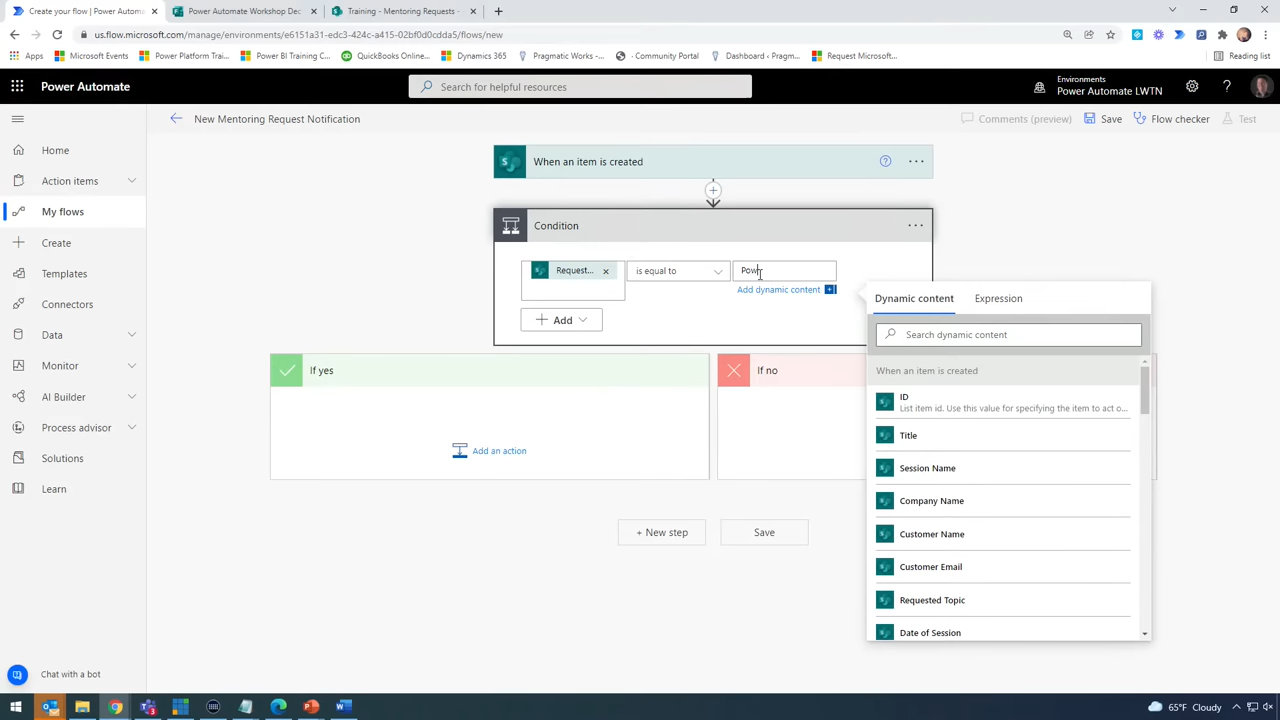 Create your flow | Power Automate
Power Automate Workshop Dec
Training - Mentoring Requests -
us.flow.microsoft.com/manage/environments/e6151a31-edc3-424c-a415-02bf0d0cdda5/flows/new
Apps
Microsoft Events
Power Platform Trai...
Power BI Training C...
QuickBooks Online...
Dynamics 365
Pragmatic Works -
- Community Portal
Dashboard ‹ Pragm...
Request Microsoft...
Reading list
Power Automate
Search for helpful resources
Environments
Power Automate LWTN
New Mentoring Request Notification
Comments (preview)
Save
Flow checker
Test
Home
Action items
My flows
Create
Templates
Connectors
Data
Monitor
AI Builder
Process advisor
Solutions
Learn
Chat with a bot
When an item is created
Condition
Request...
is equal to
Pow
Add dynamic content
Add
If yes
If no
Add an action
+ New step
Save
Dynamic content
Expression
Search dynamic content
When an item is created
ID
List item id. Use this value for specifying the item to act o...
Title
Session Name
Company Name
Customer Name
Customer Email
Requested Topic
Date of Session
65°F Cloudy